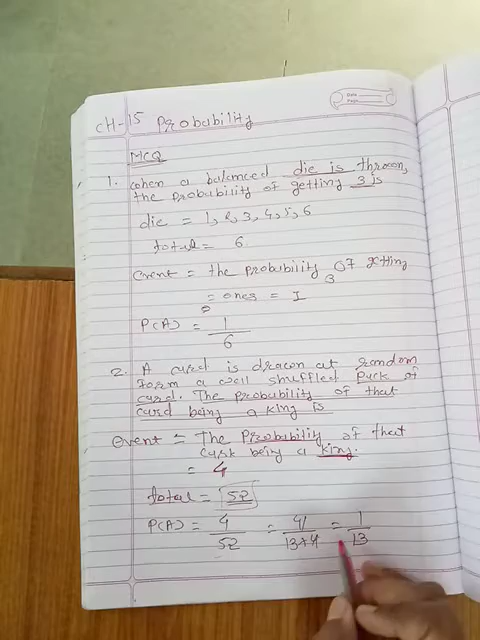 Date
Page
CH-15 Probability
MCQ
1. When a balanced die is thrown,
the probability of getting 3 is
die = 1, 2, 3, 4, 5, 6
total = 6
Event = the probability of getting
3
= ones = 1
P(A) = 1/6
2. A card is drawn at random
form a well shuffled Pack of
card. The probability of that
card being a king is
Event = The Probability of that
card being a king.
= 4
total = 52
P(A) = 4/52 = 4/13×4 = 1/13